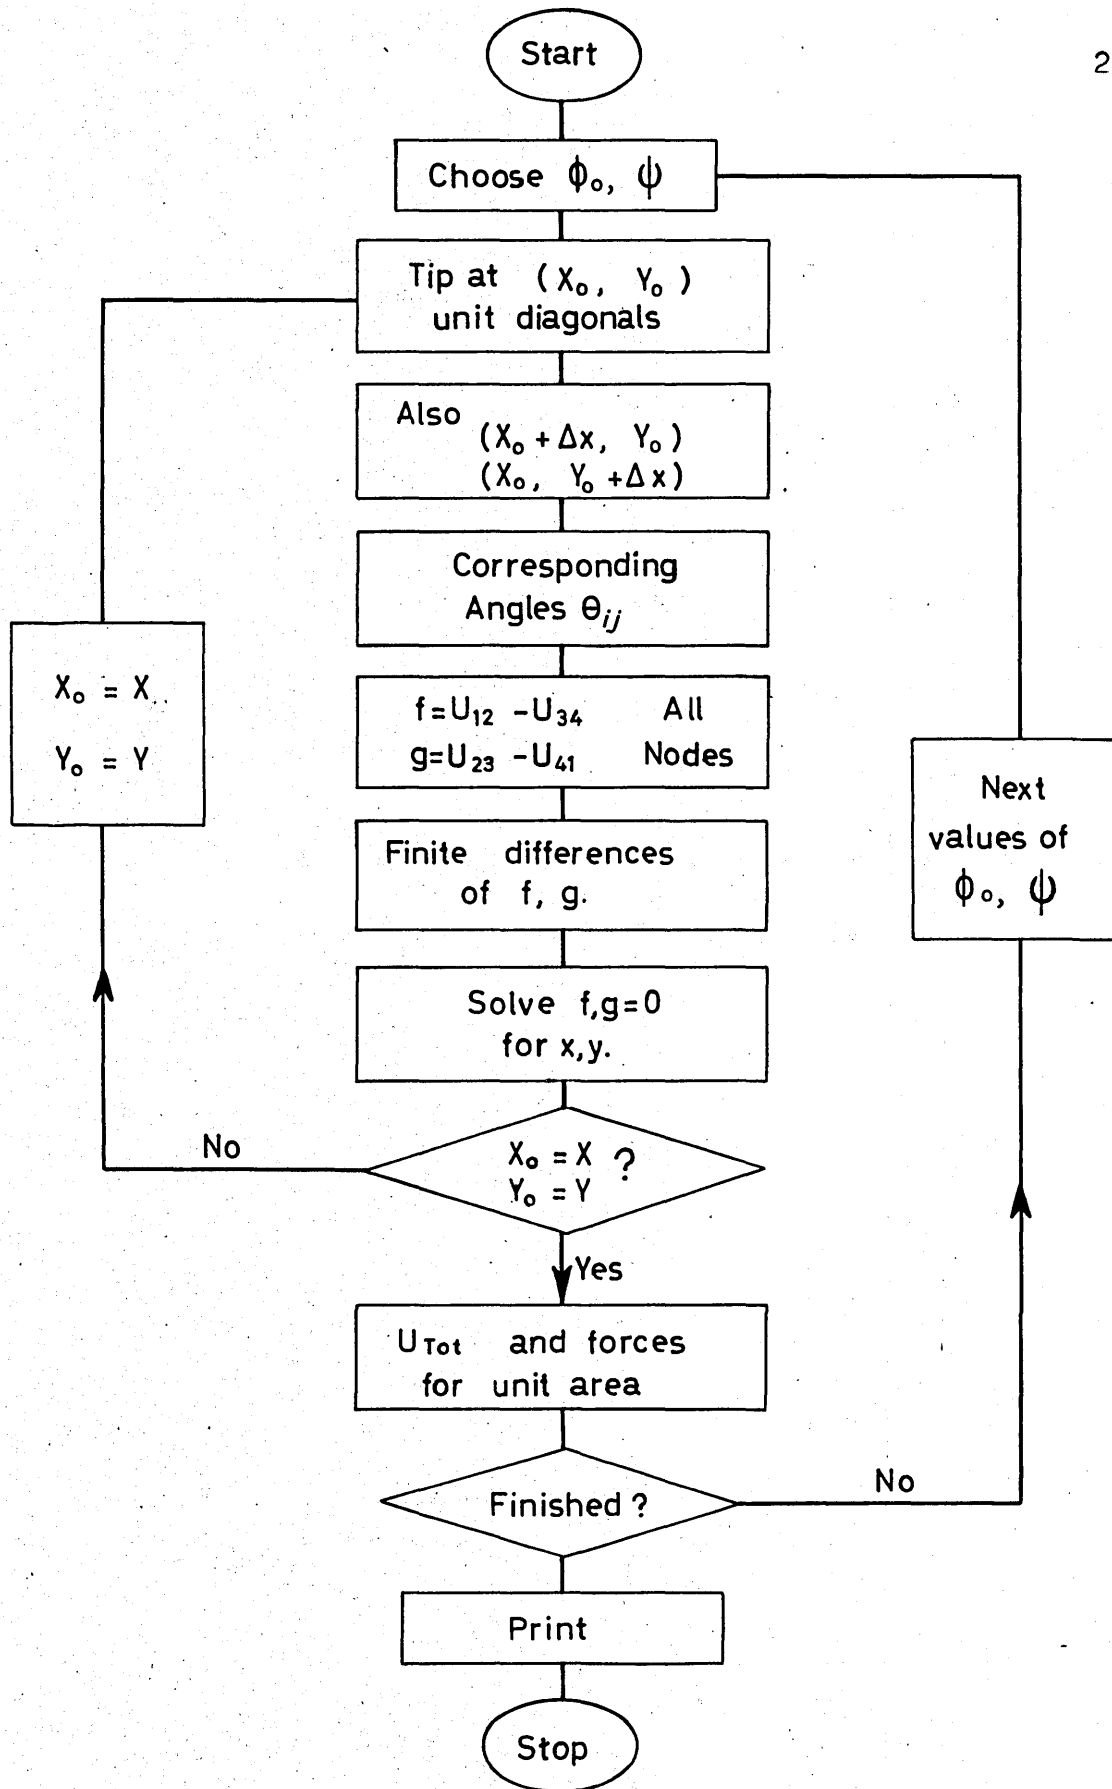 2
Start
Choose ϕ₀, ψ
Tip at (X₀, Y₀)
unit diagonals
Also
(X₀ + Δx, Y₀)
(X₀, Y₀ + Δx)
Corresponding
Angles θᵢⱼ
f=U₁₂ -U₃₄ All
g=U₂₃ -U₄₁ Nodes
X₀ = X
Y₀ = Y
Next
values of
ϕ₀, ψ
Finite differences
of f, g.
Solve f,g=0
for x,y.
No
X₀ = X ?
Y₀ = Y
Yes
U_Tot and forces
for unit area
Finished ?
No
Print
Stop